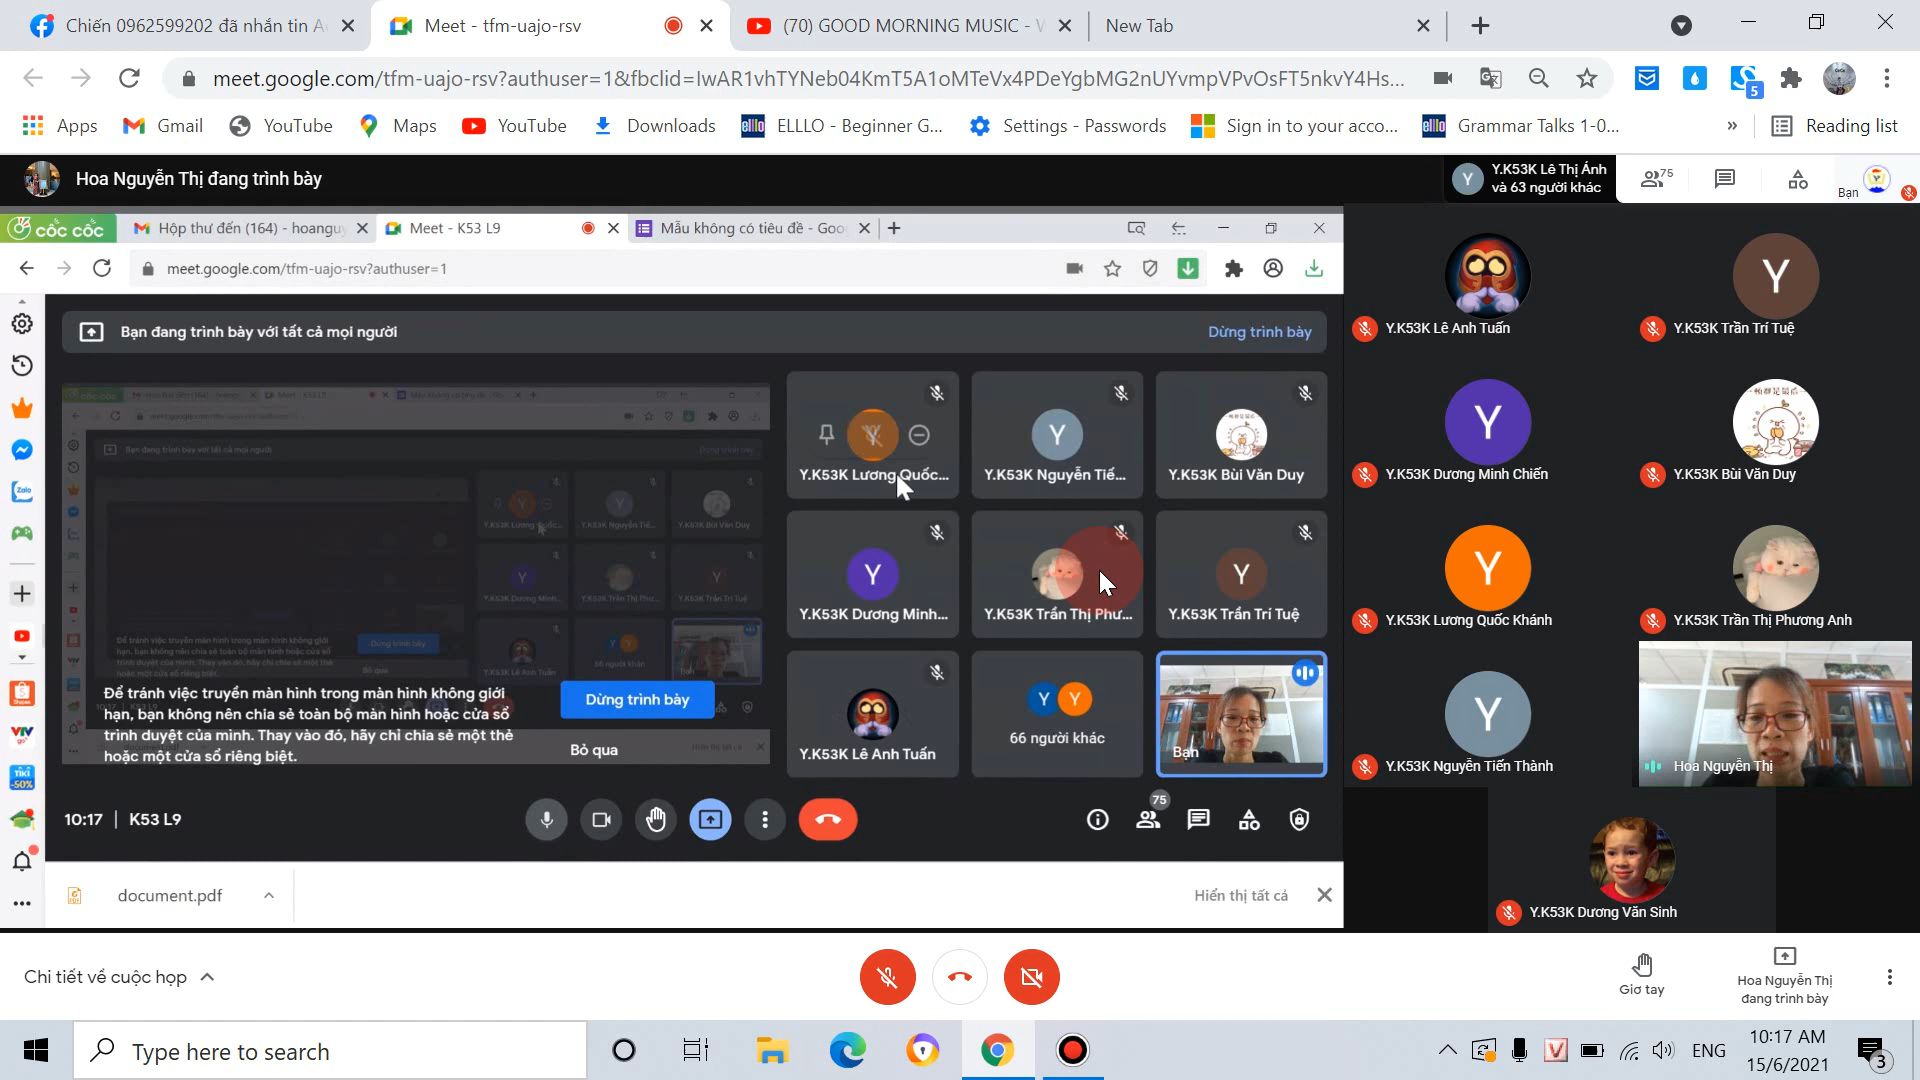 Chiến 0962599202 đã nhắn tin A
Meet - tfm-uajo-rsv
(70) GOOD MORNING MUSIC - W
New Tab
meet.google.com/tfm-uajo-rsv?authuser=1&fbclid=IwAR1vhTYNeb04KmT5A1oMTeVx4PDeYgbMG2nUYvmpVPvOsFT5nkvY4Hs...
5
Apps
Gmail
YouTube
Maps
YouTube
Downloads
ELLLO - Beginner G...
Settings - Passwords
Sign in to your acco...
Grammar Talks 1-0...
»
Reading list
Hoa Nguyễn Thị đang trình bày
Y
Y.K53K Lê Thị Ánh
và 63 người khác
75
Bạn
cốc cốc
Hộp thư đến (164) - hoanguy
Meet - K53 L9
Mẫu không có tiêu đề - Goo
meet.google.com/tfm-uajo-rsv?authuser=1
Bạn đang trình bày với tất cả mọi người
Dừng trình bày
Y.K53K Lương Quốc...
Y
Y.K53K Nguyễn Tiế...
Y.K53K Bùi Văn Duy
Y
Y.K53K Dương Minh...
Y.K53K Trần Thị Phư...
Y
Y.K53K Trần Trí Tuệ
Y.K53K Lê Anh Tuấn
Y Y
66 người khác
Bạn
Để tránh việc truyền màn hình trong màn hình không giới
hạn, bạn không nên chia sẻ toàn bộ màn hình hoặc cửa sổ
trình duyệt của mình. Thay vào đó, hãy chỉ chia sẻ một thẻ
hoặc một cửa sổ riêng biệt.
Dừng trình bày
Bỏ qua
10:17 | K53 L9
75
document.pdf
Hiển thị tất cả
Zalo
Shopee
VTV
go
TIKI
-50%
Y.K53K Lê Anh Tuấn
Y
Y.K53K Trần Trí Tuệ
Y
Y.K53K Dương Minh Chiến
Y.K53K Bùi Văn Duy
Y
Y.K53K Lương Quốc Khánh
Y.K53K Trần Thị Phương Anh
Y
Y.K53K Nguyễn Tiến Thành
Hoa Nguyễn Thị
Y.K53K Dương Văn Sinh
Chi tiết về cuộc họp
Giơ tay
Hoa Nguyễn Thị
đang trình bày
Type here to search
ENG
10:17 AM
15/6/2021
3